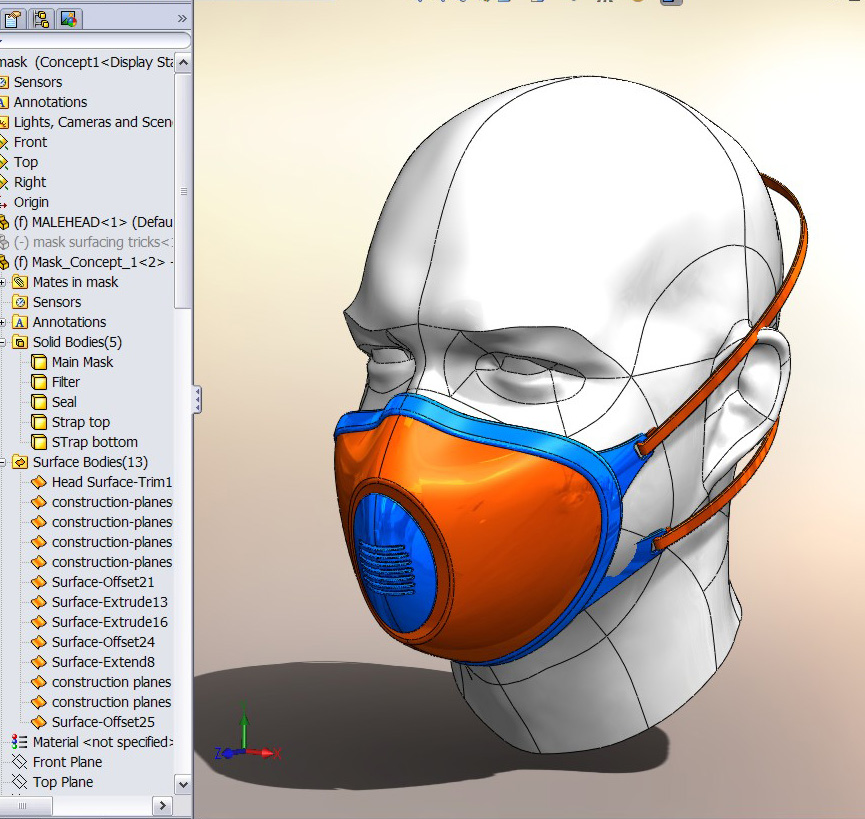 mask (Concept1<Display Sta
Sensors
Annotations
Lights, Cameras and Scen
Front
Top
Right
Origin
(f) MALEHEAD<1> (Defau
(-) mask surfacing tricks<
(f) Mask_Concept_1<2> -
Mates in mask
Sensors
A Annotations
Solid Bodies(5)
Main Mask
Filter
Seal
Strap top
STrap bottom
Surface Bodies(13)
Head Surface-Trim1
construction-planes
construction-planes
construction-planes
construction-planes
Surface-Offset21
Surface-Extrude13
Surface-Extrude16
Surface-Offset24
Surface-Extend8
construction planes
construction planes
Surface-Offset25
Material <not specified>
Front Plane
Top Plane
Y
Z X